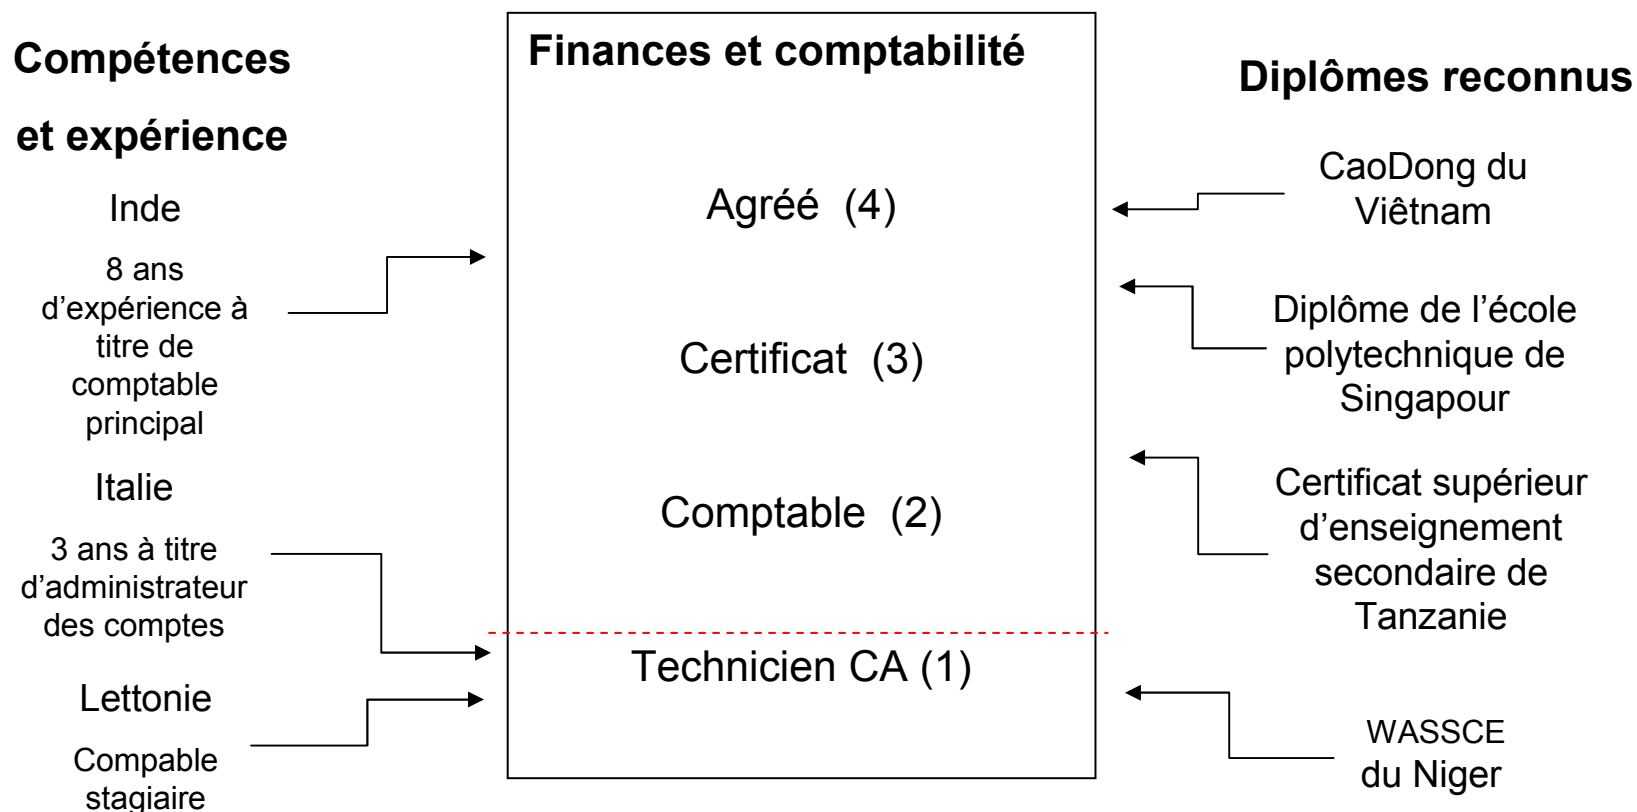 Compétences
et expérience
Inde
8 ans
d’expérience à
titre de
comptable
principal
Italie
3 ans à titre
d’administrateur
des comptes
Lettonie
Compable
stagiaire
Finances et comptabilité
Agréé (4)
Certificat (3)
Comptable (2)
Technicien CA (1)
Diplômes reconnus
CaoDong du
Viêtnam
Diplôme de l’école
polytechnique de
Singapour
Certificat supérieur
d’enseignement
secondaire de
Tanzanie
WASSCE
du Niger